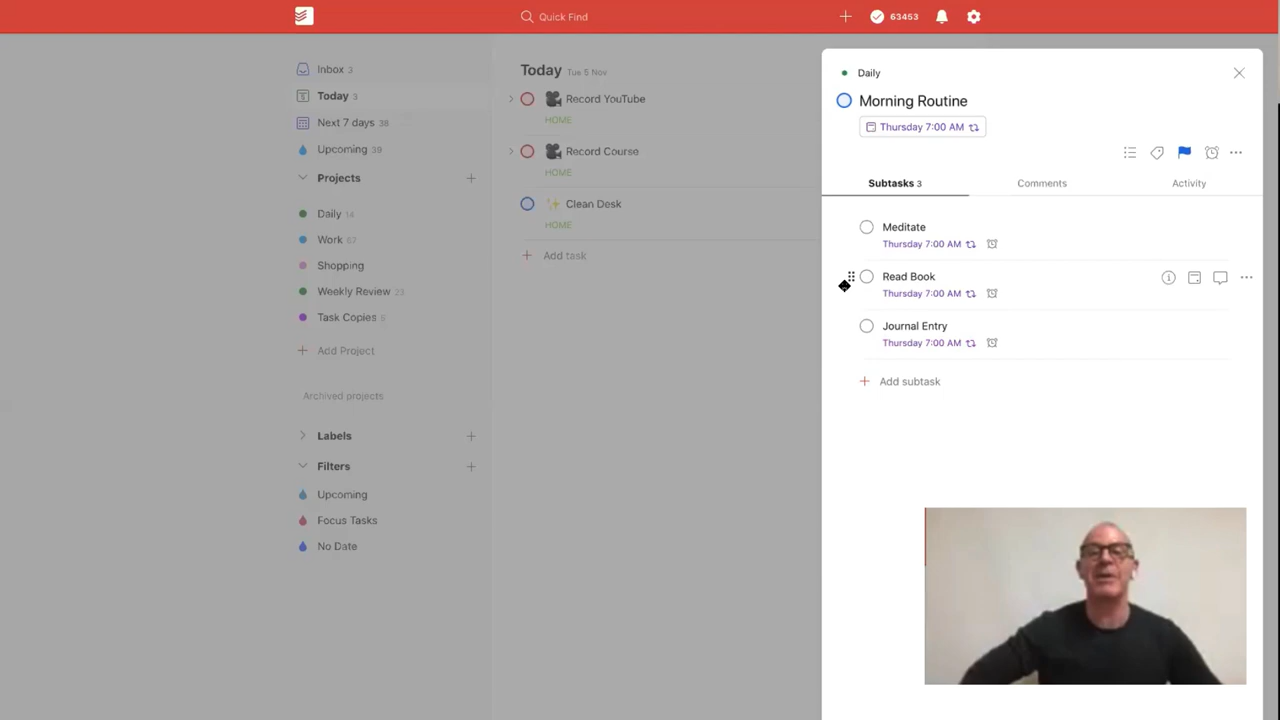 Quick Find
63453
Inbox 3
Today 3
Next 7 days 38
Upcoming 39
Projects
Daily 14
Work 67
Shopping
Weekly Review 23
Task Copies 5
Add Project
Archived projects
Labels
Filters
Upcoming
Focus Tasks
No Date
Today Tue 5 Nov
Record YouTube
HOME
Record Course
HOME
Clean Desk
HOME
Add task
Daily
Morning Routine
Thursday 7:00 AM
Subtasks 3 Comments Activity
Meditate
Thursday 7:00 AM
Read Book
Thursday 7:00 AM
Journal Entry
Thursday 7:00 AM
Add subtask